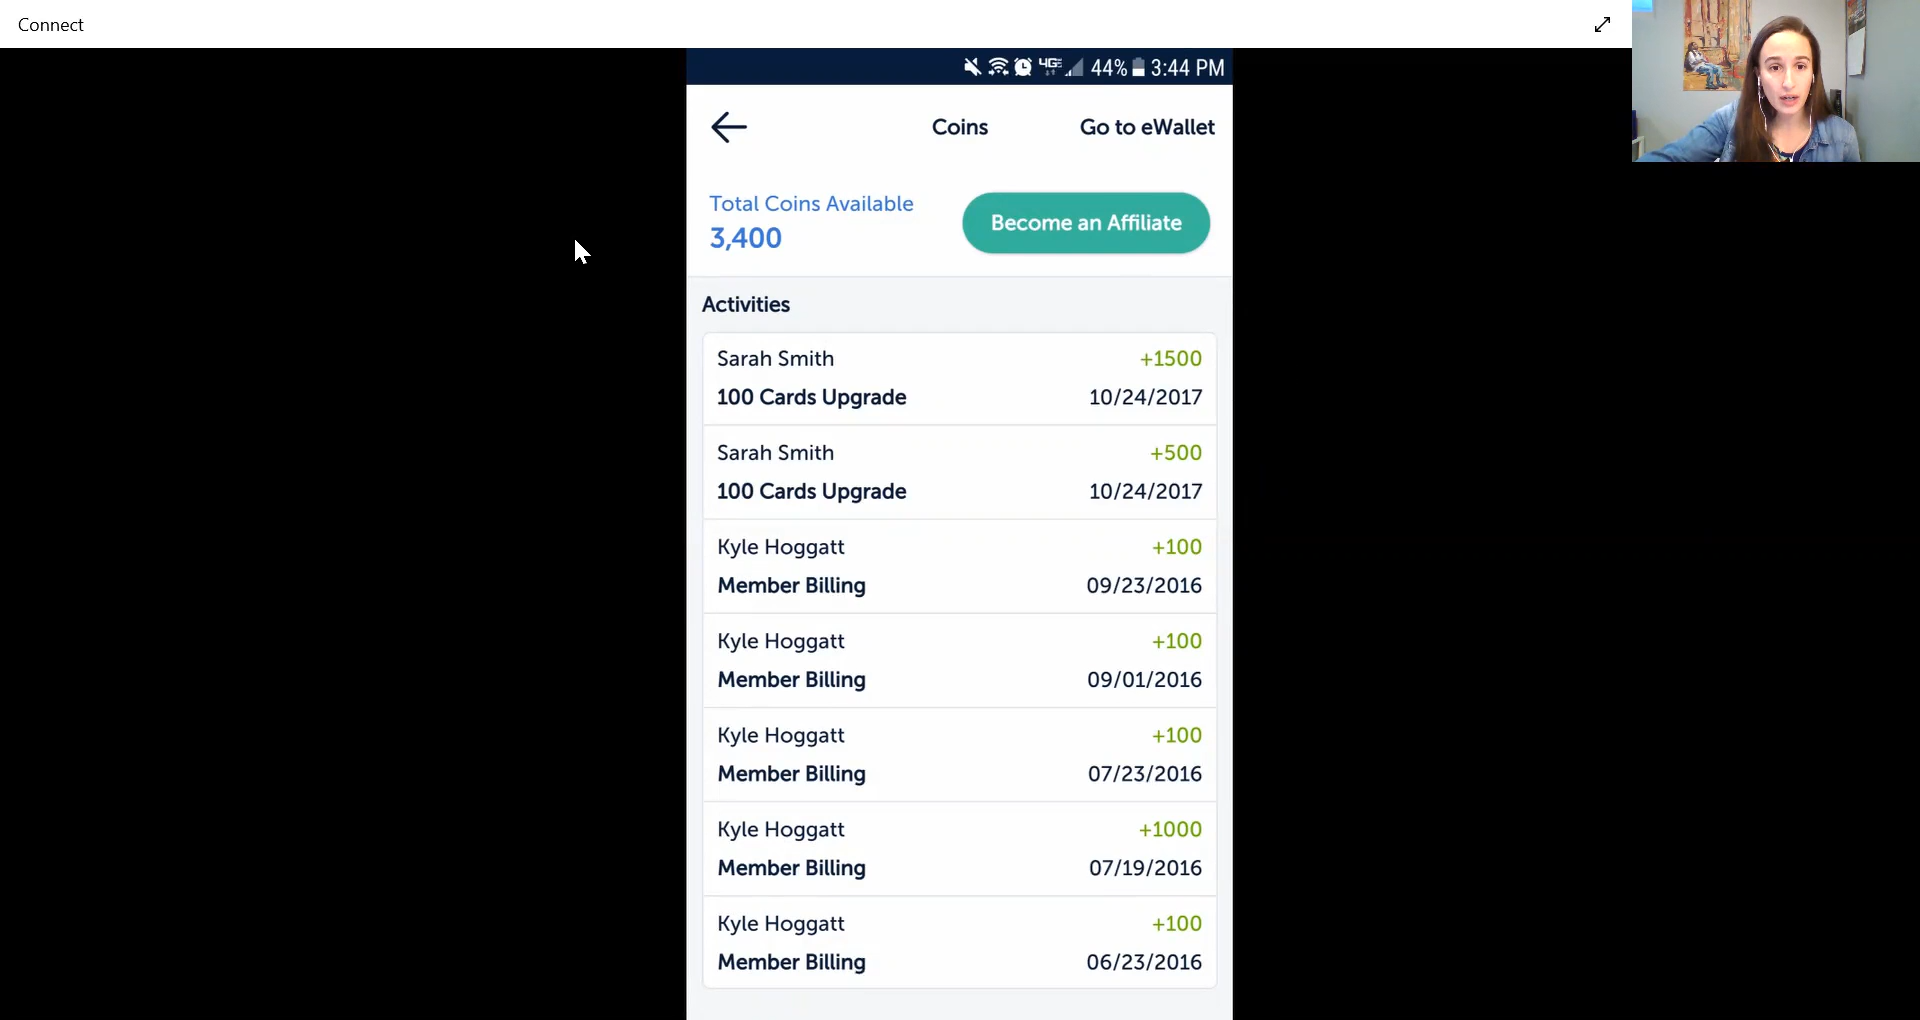 Connect
4GE 44% 3:44 PM
Coins Go to eWallet
Total Coins Available
3,400
Become an Affiliate
Activities
Sarah Smith +1500
100 Cards Upgrade 10/24/2017
Sarah Smith +500
100 Cards Upgrade 10/24/2017
Kyle Hoggatt +100
Member Billing 09/23/2016
Kyle Hoggatt +100
Member Billing 09/01/2016
Kyle Hoggatt +100
Member Billing 07/23/2016
Kyle Hoggatt +1000
Member Billing 07/19/2016
Kyle Hoggatt +100
Member Billing 06/23/2016